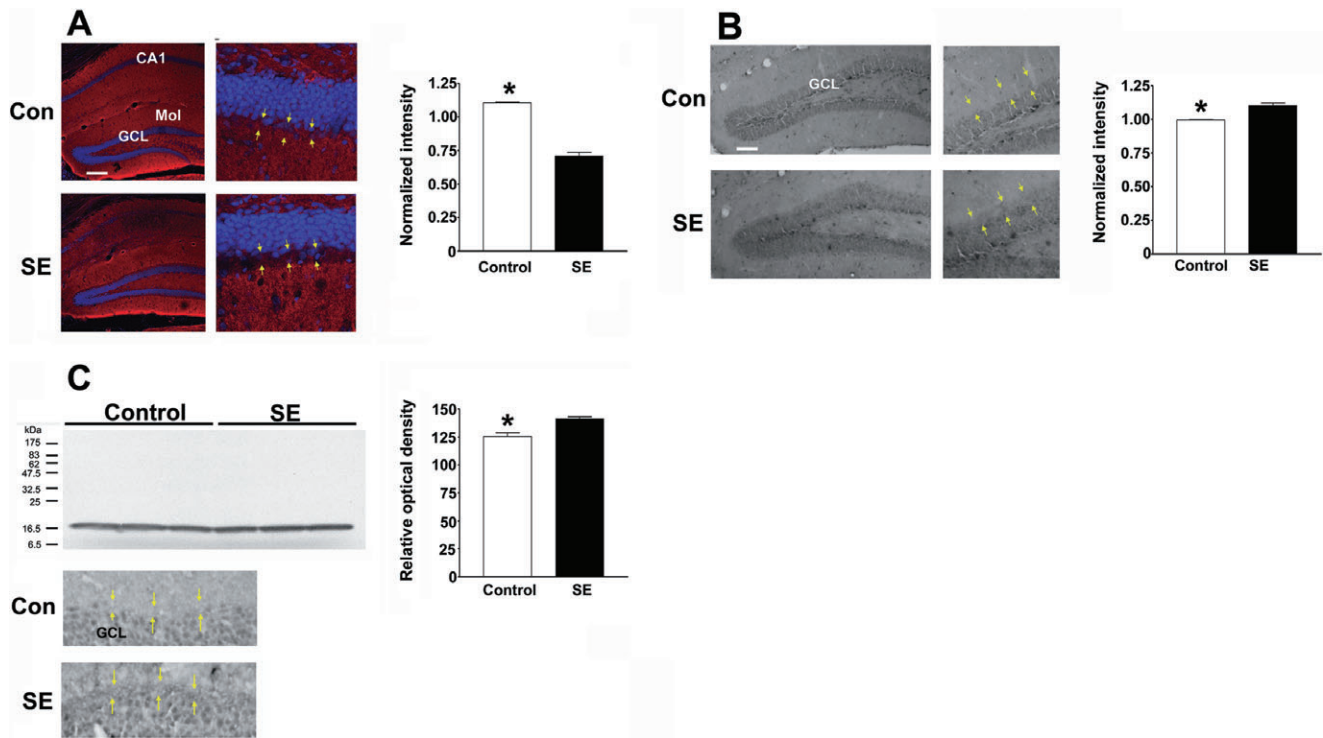 A
CA1
Mol
GCL
Con
SE
Normalized intensity
1.25
*
1.00
0.75
0.50
1.25
0
Control SE
B
GCL
Con
SE
Normalized intensity
1.25
*
1.00
0.75
0.50
1.25
0
Control SE
C
Control SE
kDa
175
83
62
47.5
32.5
25
16.5
6.5
Relative optical density
150
*
125
100
75
50
25
0
Control SE
Con
GCL
SE